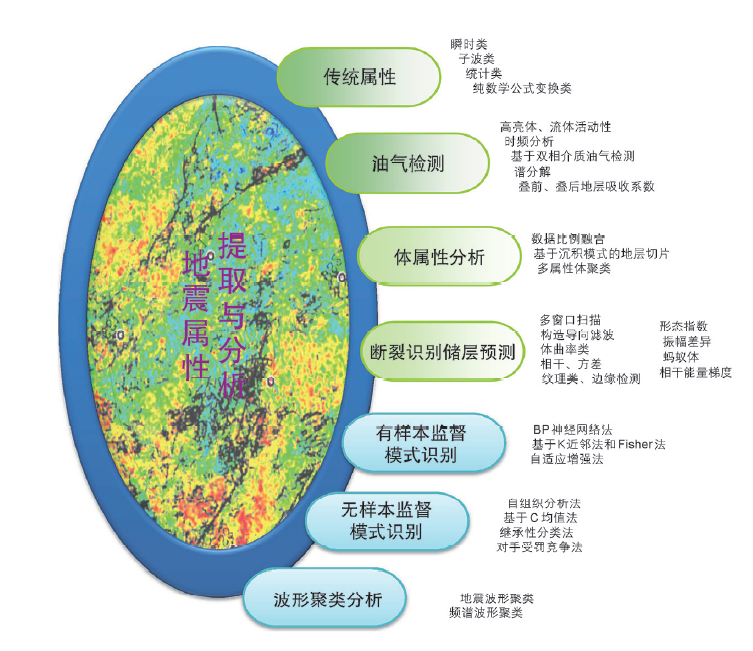 地震属性
提取与分析
传统属性
瞬时类
子波类
统计类
纯数学公式变换类
油气检测
高亮体、流体活动性
时频分析
基于双相介质油气检测
谱分解
叠前、叠后地层吸收系数
体属性分析
数据比例融合
基于沉积模式的地层切片
多属性体聚类
断裂识别储层预测
多窗口扫描
构造导向滤波
体曲率类
相干、方差
纹理类、边缘检测
形态指数
振幅差异
蚂蚁体
相干能量梯度
有样本监督
模式识别
BP神经网络法
基于K近邻法和Fisher法
自适应增强法
无样本监督
模式识别
自组织分析法
基于C均值法
继承性分类法
对手受罚竞争法
波形聚类分析
地震波形聚类
频谱波形聚类